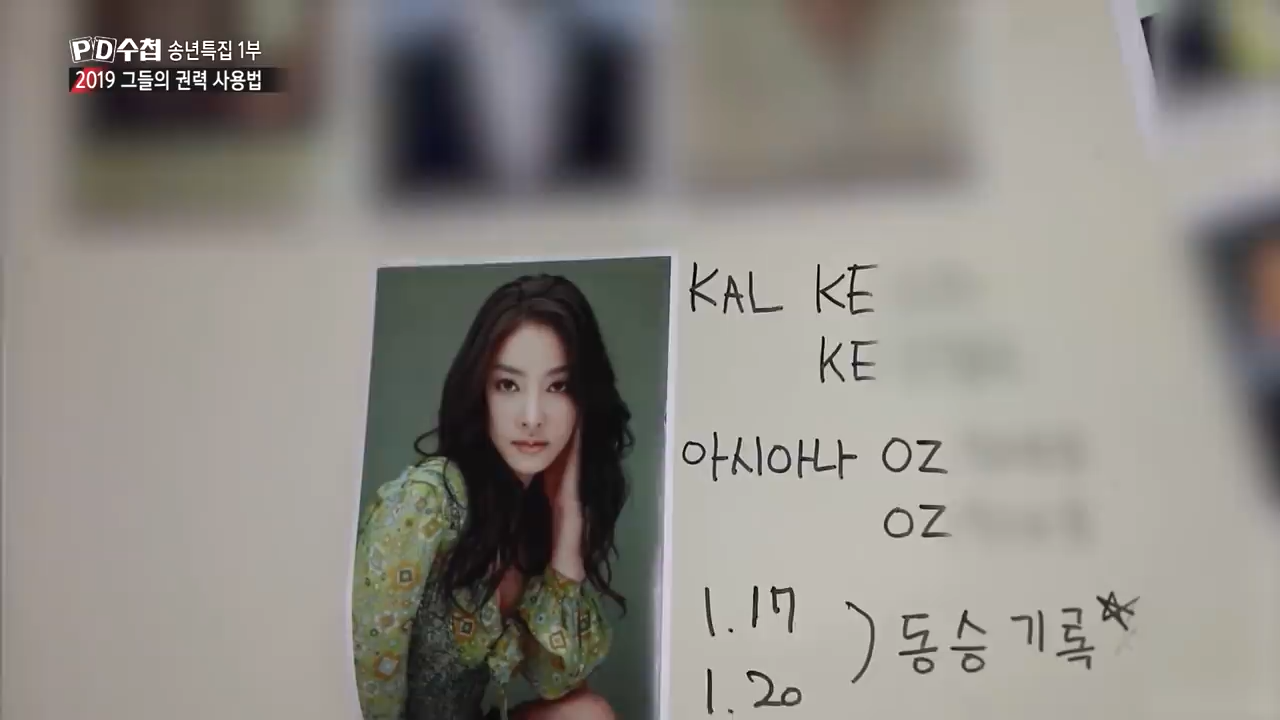 PD수첩 송년특집 1부
2019 그들의 권력 사용법
KAL KE
KE
아시아나 OZ
OZ
1.17
1.20
동승 기록